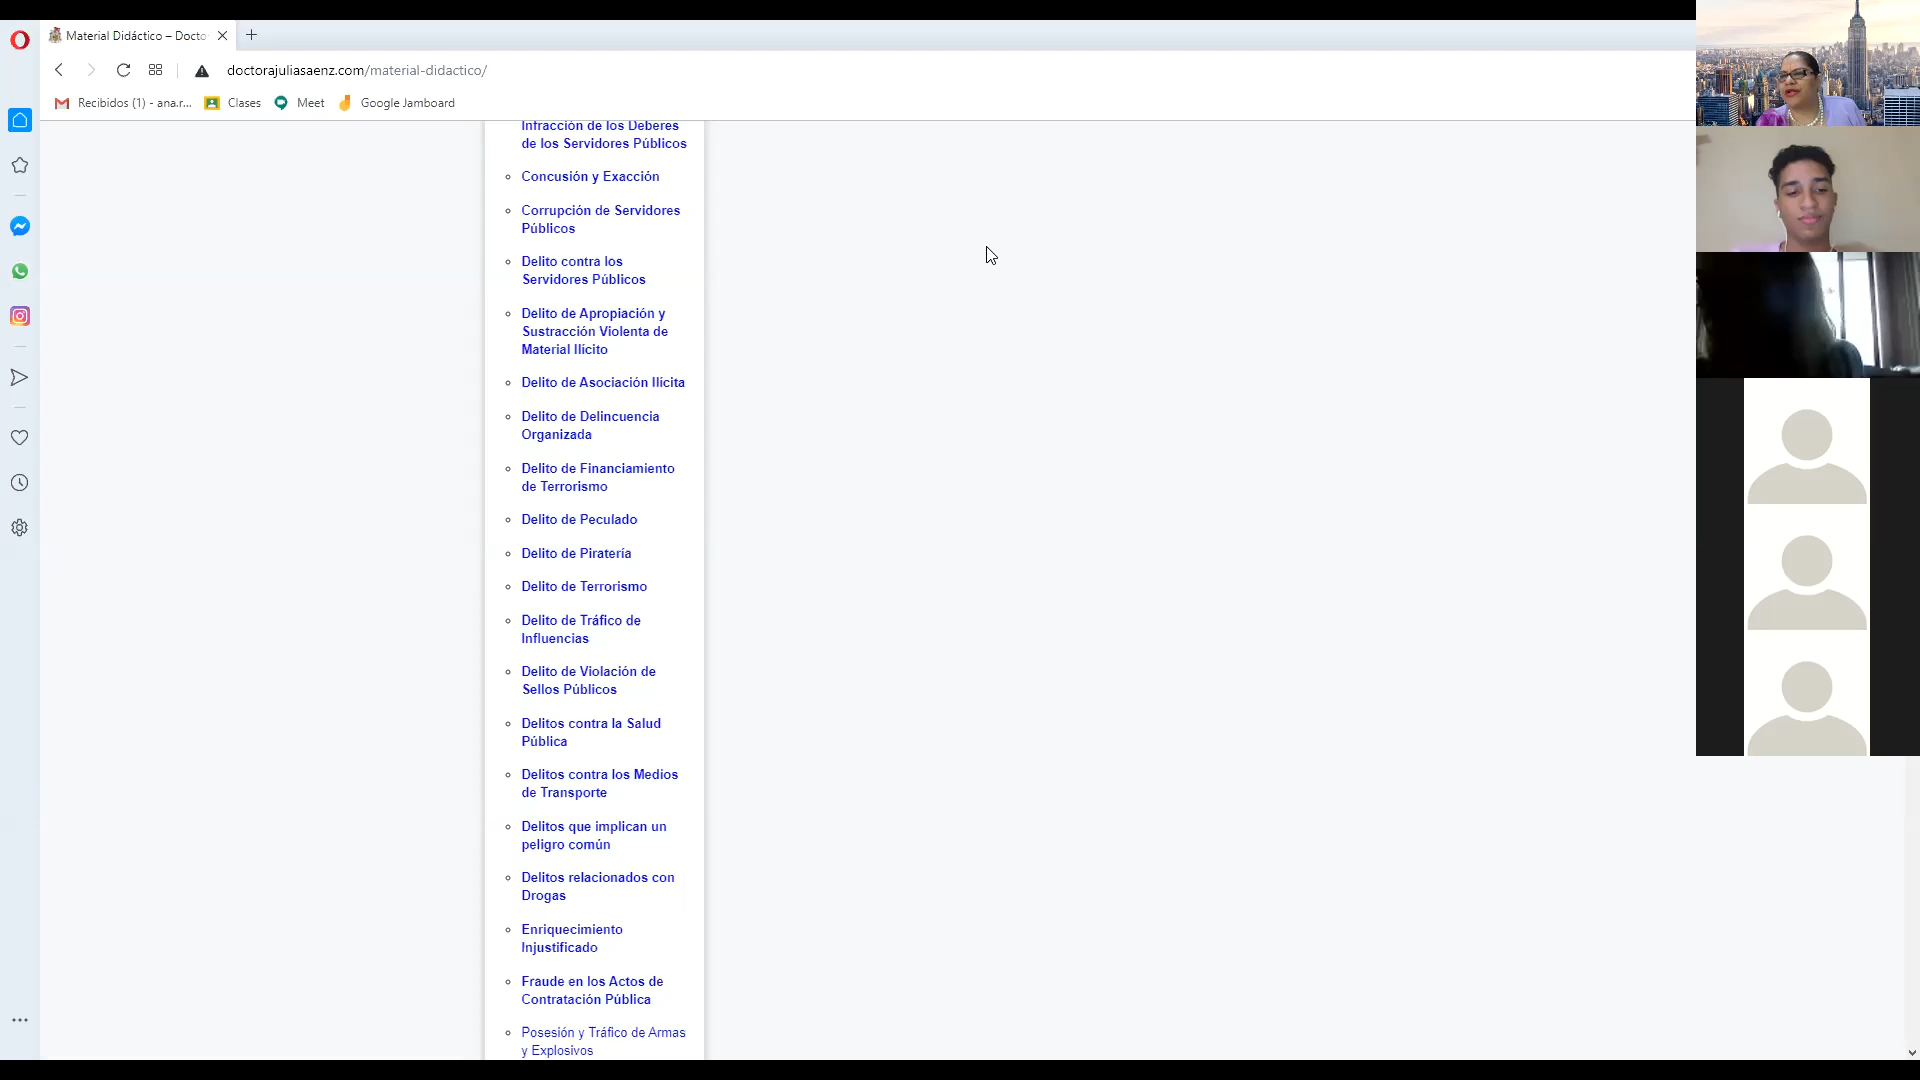 Material Didáctico – Docto
doctorajuliasaenz.com/material-didactico/
Recibidos (1) - ana.r... Clases Meet Google Jamboard
Infracción de los Deberes
de los Servidores Públicos
Concusión y Exacción
Corrupción de Servidores
Públicos
Delito contra los
Servidores Públicos
Delito de Apropiación y
Sustracción Violenta de
Material Ilícito
Delito de Asociación Ilícita
Delito de Delincuencia
Organizada
Delito de Financiamiento
de Terrorismo
Delito de Peculado
Delito de Piratería
Delito de Terrorismo
Delito de Tráfico de
Influencias
Delito de Violación de
Sellos Públicos
Delitos contra la Salud
Pública
Delitos contra los Medios
de Transporte
Delitos que implican un
peligro común
Delitos relacionados con
Drogas
Enriquecimiento
Injustificado
Fraude en los Actos de
Contratación Pública
Posesión y Tráfico de Armas
y Explosivos